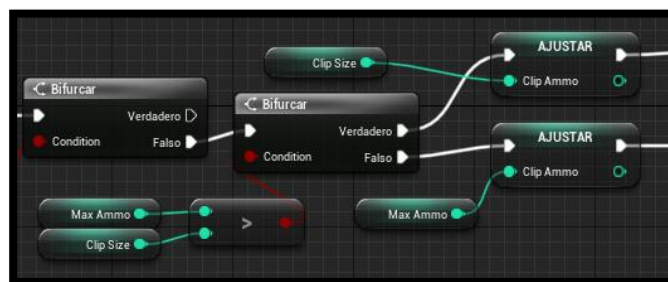 Bifurcar
Verdadero
Condition
Falso
Max Ammo
Clip Size
>
Clip Size
Bifurcar
Verdadero
Condition
Falso
Max Ammo
AJUSTAR
Clip Ammo
AJUSTAR
Clip Ammo